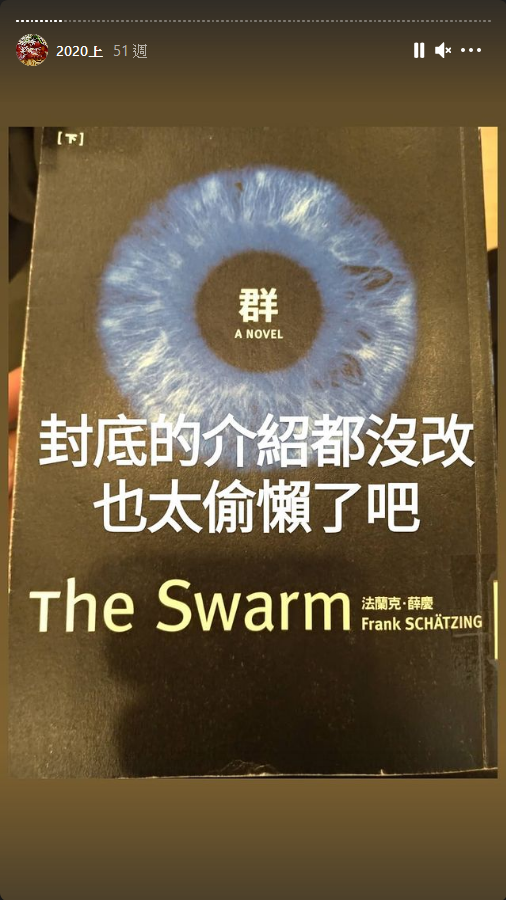 2020上 51 週
[下]
群
A NOVEL
封底的介紹都沒改
也太偷懶了吧
The Swarm
法蘭克·薛慶
Frank SCHÄTZING